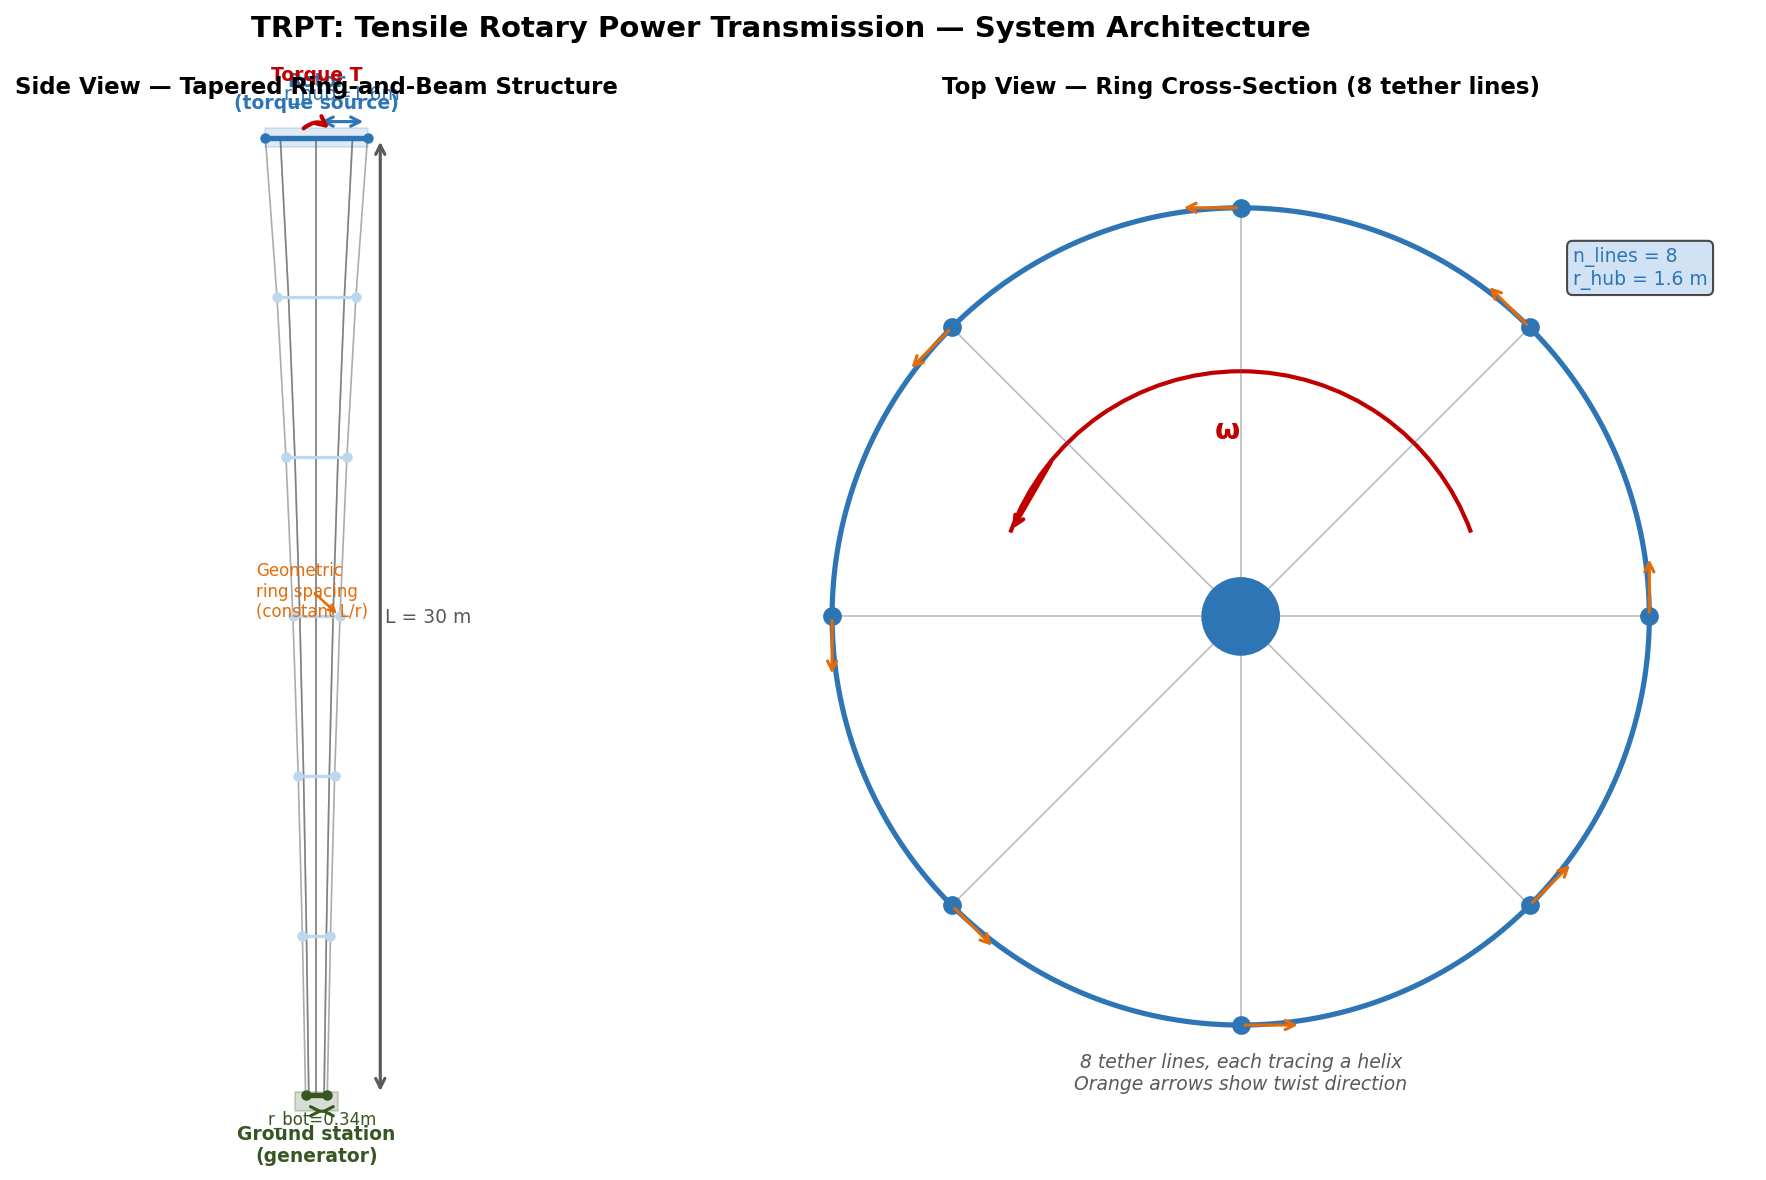 TRPT: Tensile Rotary Power Transmission — System Architecture
Side View — Tapered Ring-and-Beam Structure
Torque T
(torque source)
Geometric
ring spacing
(constant L/r)
L = 30 m
r_bot=0.34m
Ground station
(generator)
Top View — Ring Cross-Section (8 tether lines)
n_lines = 8
r_hub = 1.6 m
ω
8 tether lines, each tracing a helix
Orange arrows show twist direction